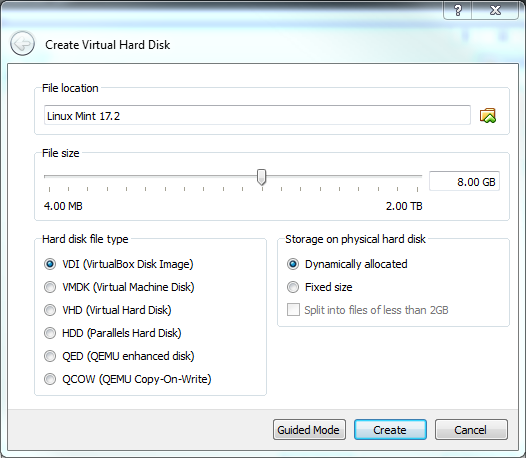 ?
X
Create Virtual Hard Disk
File location
Linux Mint 17.2
File size
8.00 GB
4.00 MB 2.00 TB
Hard disk file type
VDI (VirtualBox Disk Image)
VMDK (Virtual Machine Disk)
VHD (Virtual Hard Disk)
HDD (Parallels Hard Disk)
QED (QEMU enhanced disk)
QCOW (QEMU Copy-On-Write)
Storage on physical hard disk
Dynamically allocated
Fixed size
Split into files of less than 2GB
Guided Mode Create Cancel